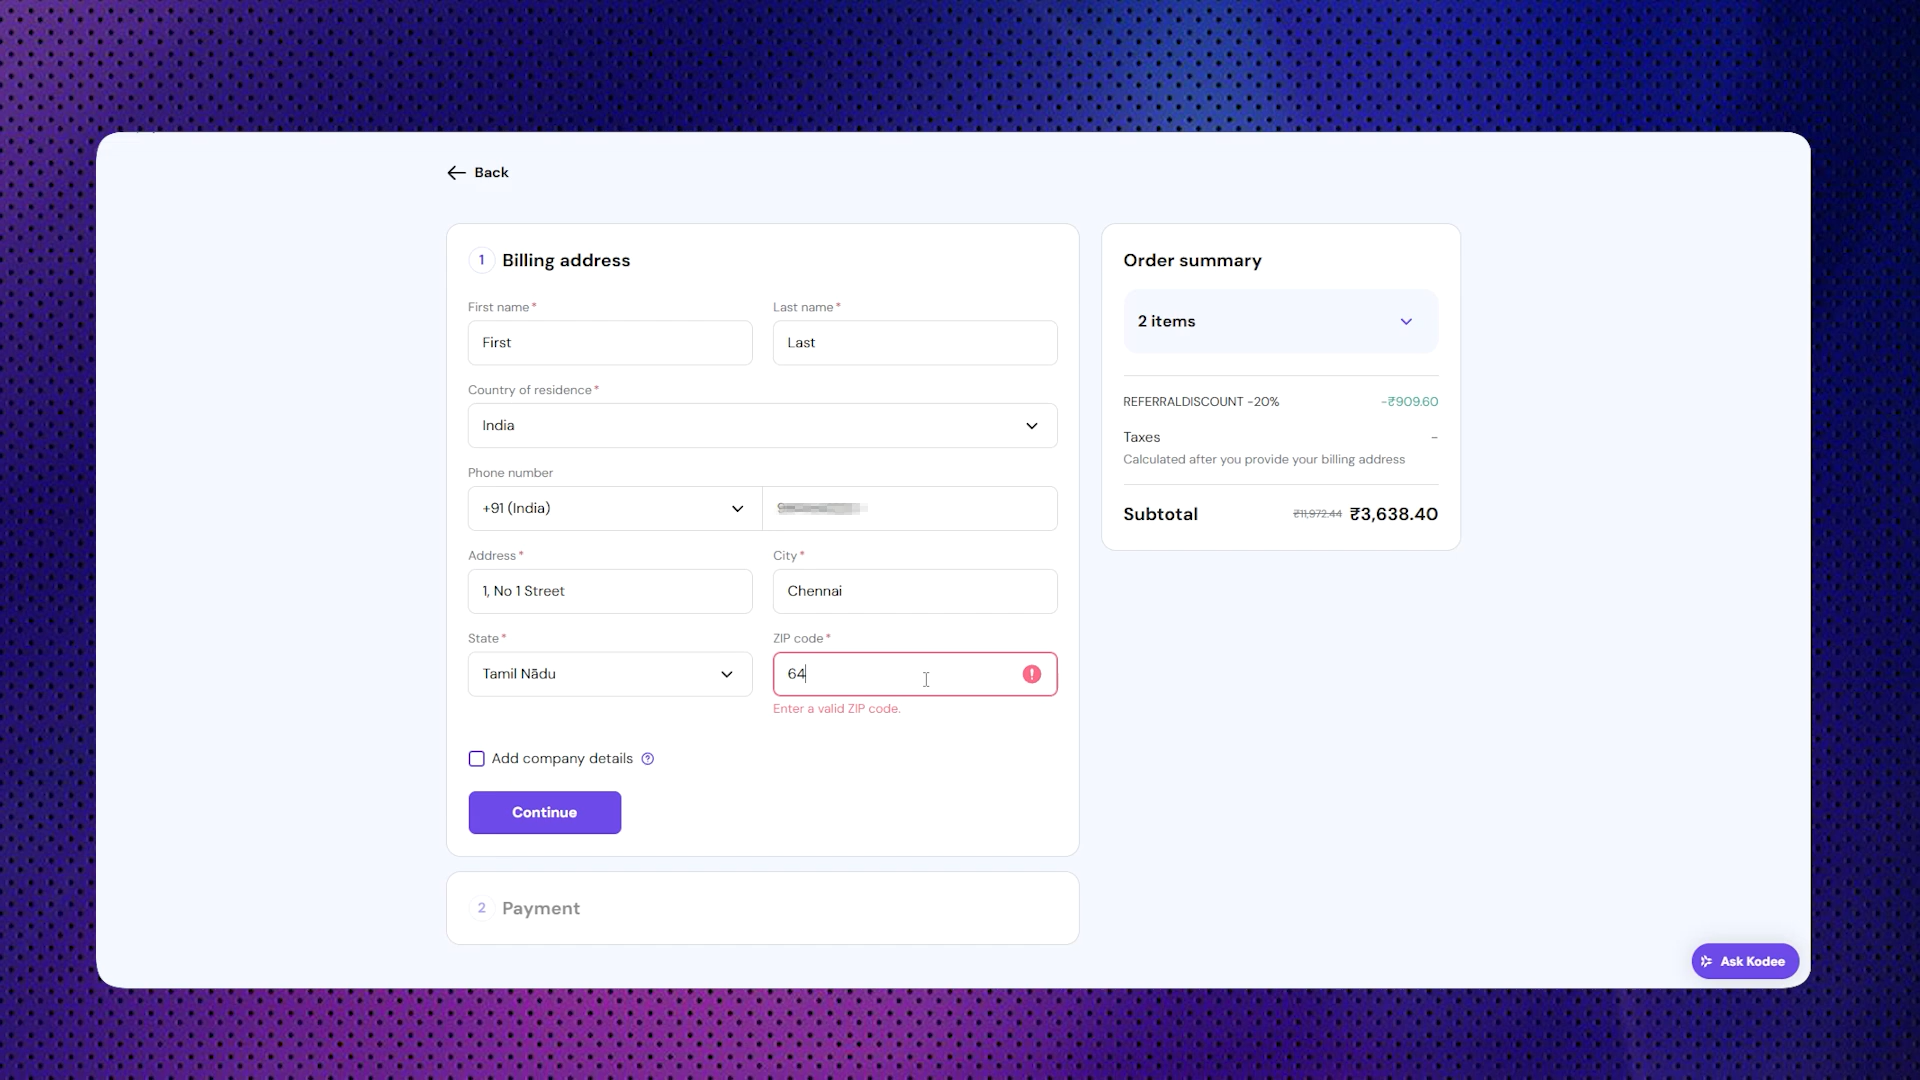 Back
1 Billing address
First name*
Last name*
First
Last
Country of residence*
India
Phone number
+91 (India)
Address*
City*
1, No 1 Street
Chennai
State*
ZIP code*
Tamil Nādu
64
Enter a valid ZIP code.
Add company details
Continue
2 Payment
Order summary
2 items
REFERRALDISCOUNT -20% -₹909.60
Taxes -
Calculated after you provide your billing address
Subtotal ₹11,972.44 ₹3,638.40
Ask Kodee